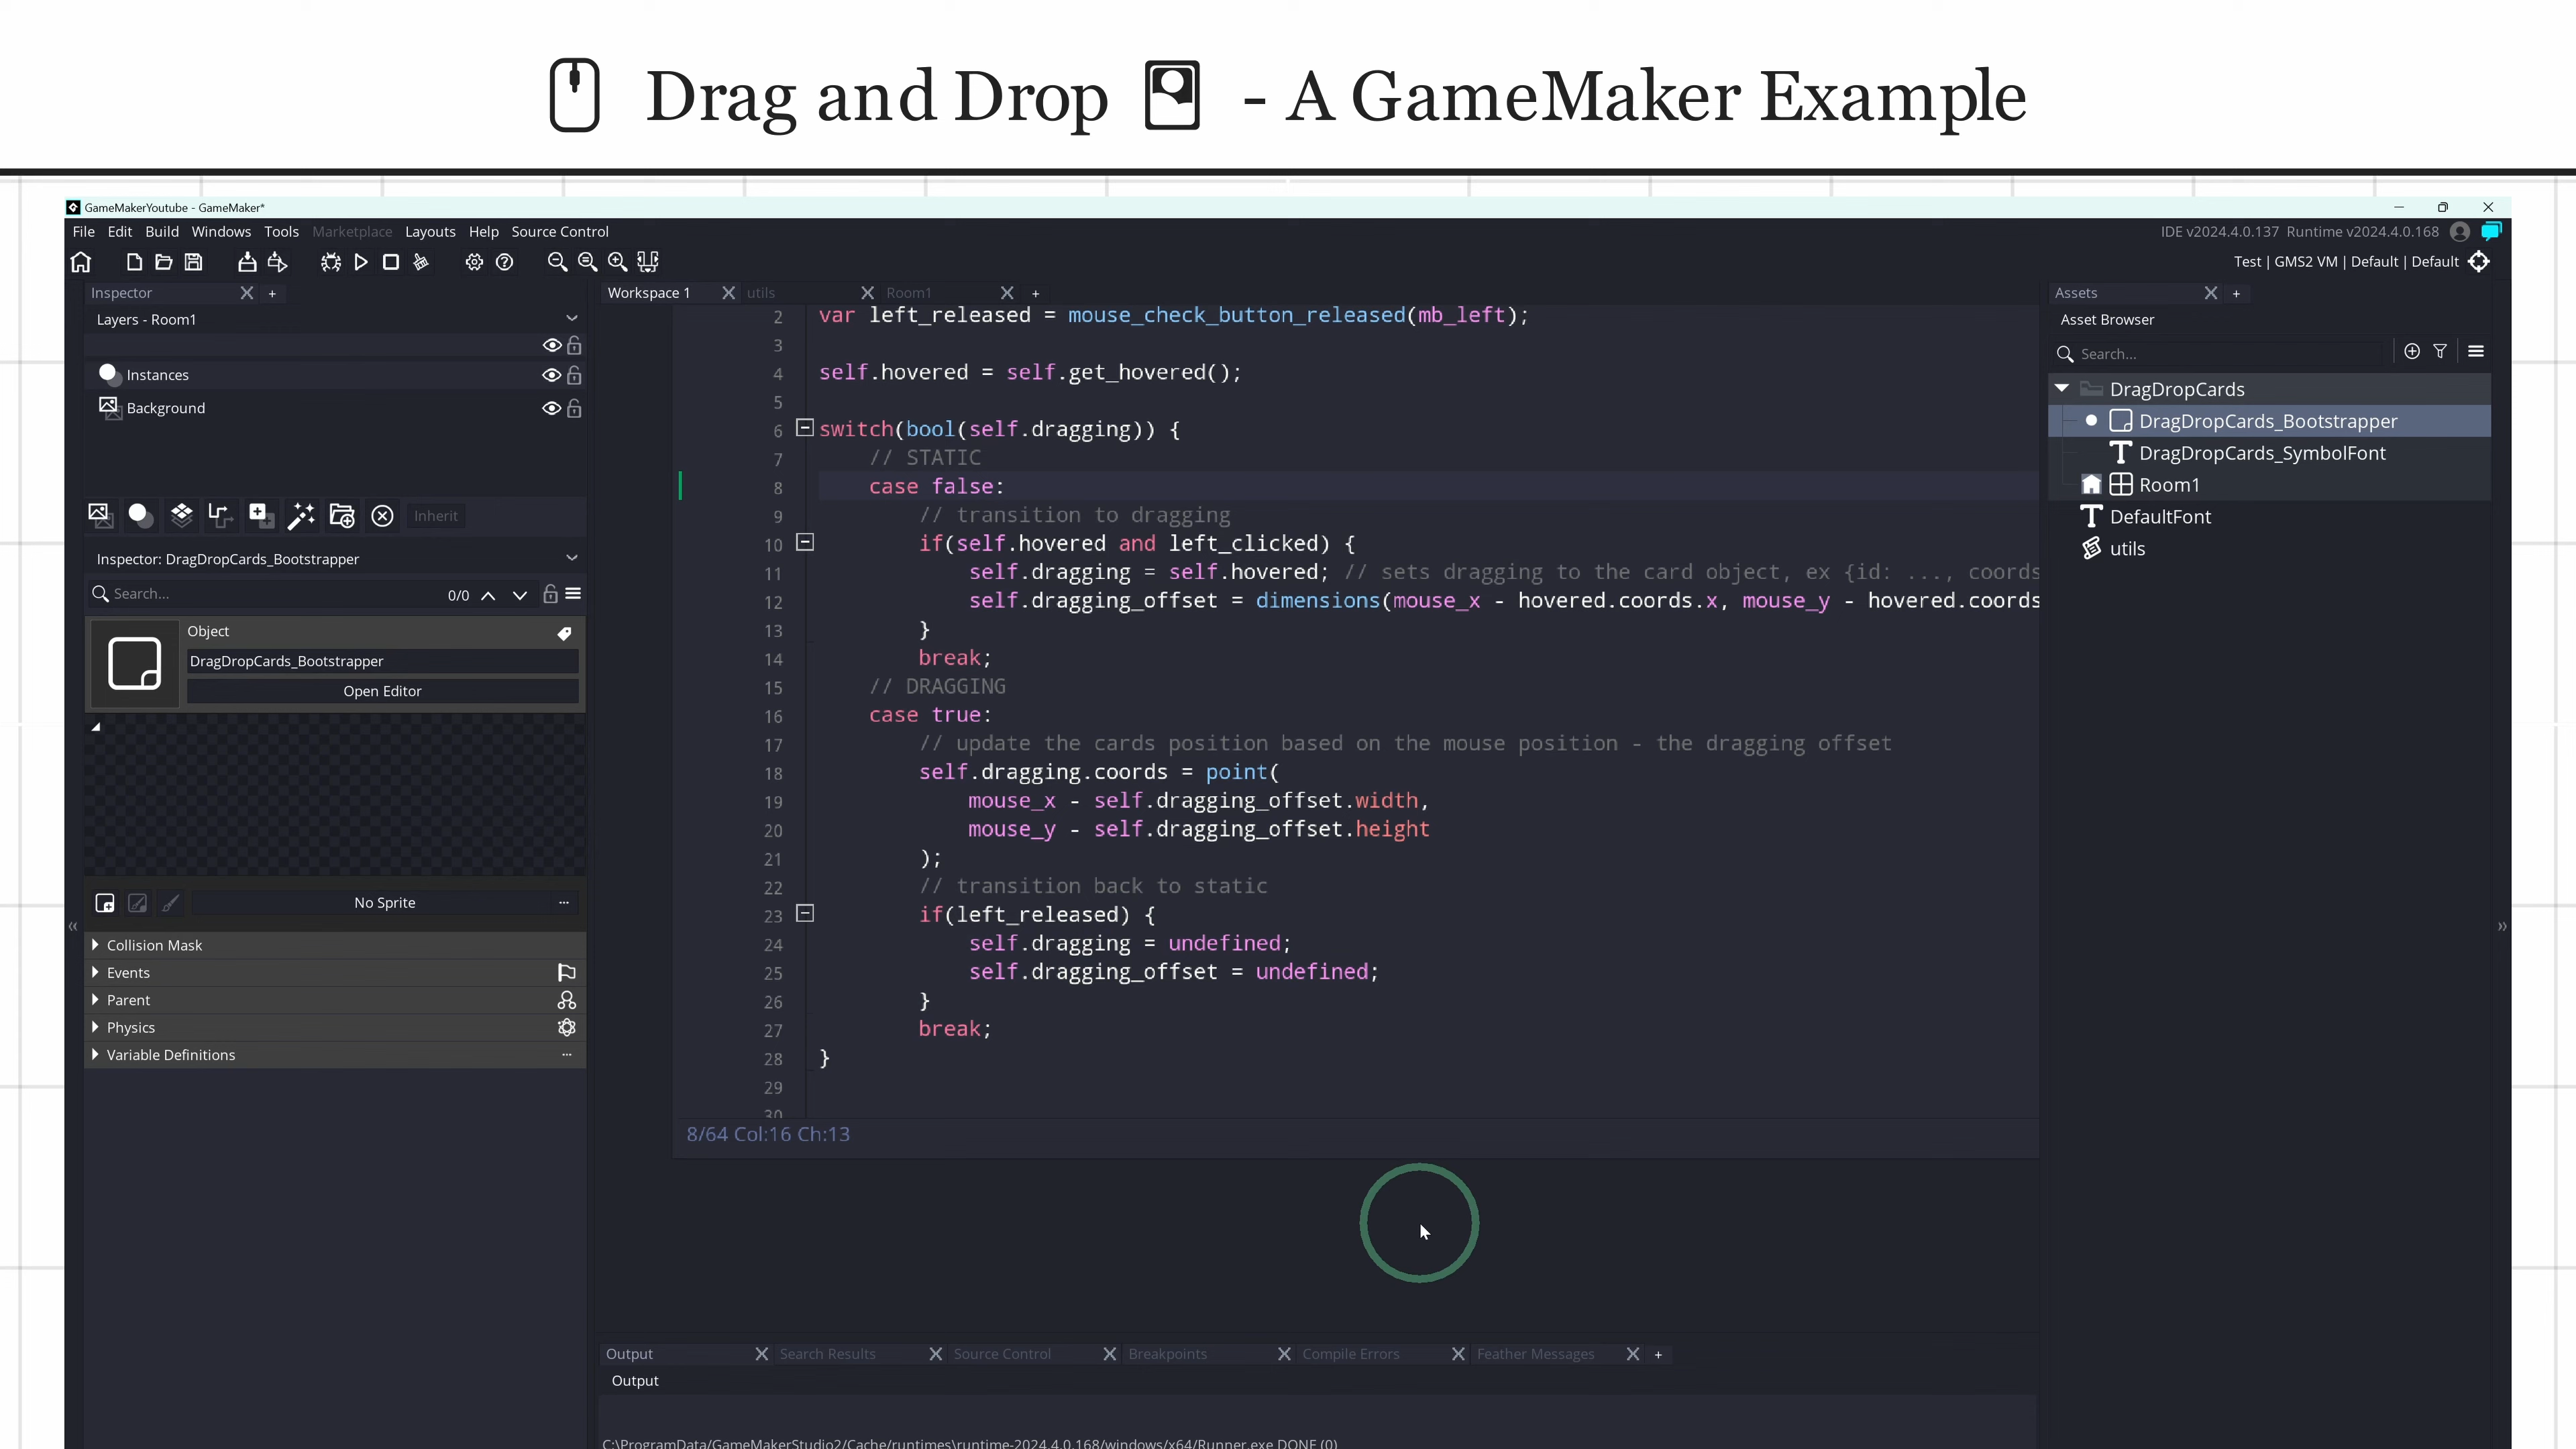 Drag and Drop - A GameMaker Example
GameMakerYoutube - GameMaker*
File Edit Build Windows Tools Marketplace Layouts Help Source Control
IDE v2024.4.0.137 Runtime v2024.4.0.168
Test | GMS2 VM | Default | Default
Inspector
Layers - Room1
Instances
Background
Inherit
Inspector: DragDropCards_Bootstrapper
Search...
0/0
Object
DragDropCards_Bootstrapper
Open Editor
No Sprite
Collision Mask
Events
Parent
Physics
Variable Definitions
Workspace 1 utils Room1
2 var left_released = mouse_check_button_released(mb_left);
3
4 self.hovered = self.get_hovered();
5
6 switch(bool(self.dragging)) {
7 // STATIC
8 case false:
9 // transition to dragging
10 if(self.hovered and left_clicked) {
11 self.dragging = self.hovered; // sets dragging to the card object, ex {id: ..., coords
12 self.dragging_offset = dimensions(mouse_x - hovered.coords.x, mouse_y - hovered.coords
13 }
14 break;
15 // DRAGGING
16 case true:
17 // update the cards position based on the mouse position - the dragging offset
18 self.dragging.coords = point(
19 mouse_x - self.dragging_offset.width,
20 mouse_y - self.dragging_offset.height
21 );
22 // transition back to static
23 if(left_released) {
24 self.dragging = undefined;
25 self.dragging_offset = undefined;
26 }
27 break;
28 }
29
30
8/64 Col:16 Ch:13
Output Search Results Source Control Breakpoints Compile Errors Feather Messages
Output
C:\ProgramData/GameMakerStudio2/Cache/runtimes\runtime-2024.4.0.168/windows/x64/Runner.exe DONE (0)
Assets
Asset Browser
Search...
DragDropCards
DragDropCards_Bootstrapper
DragDropCards_SymbolFont
Room1
DefaultFont
utils